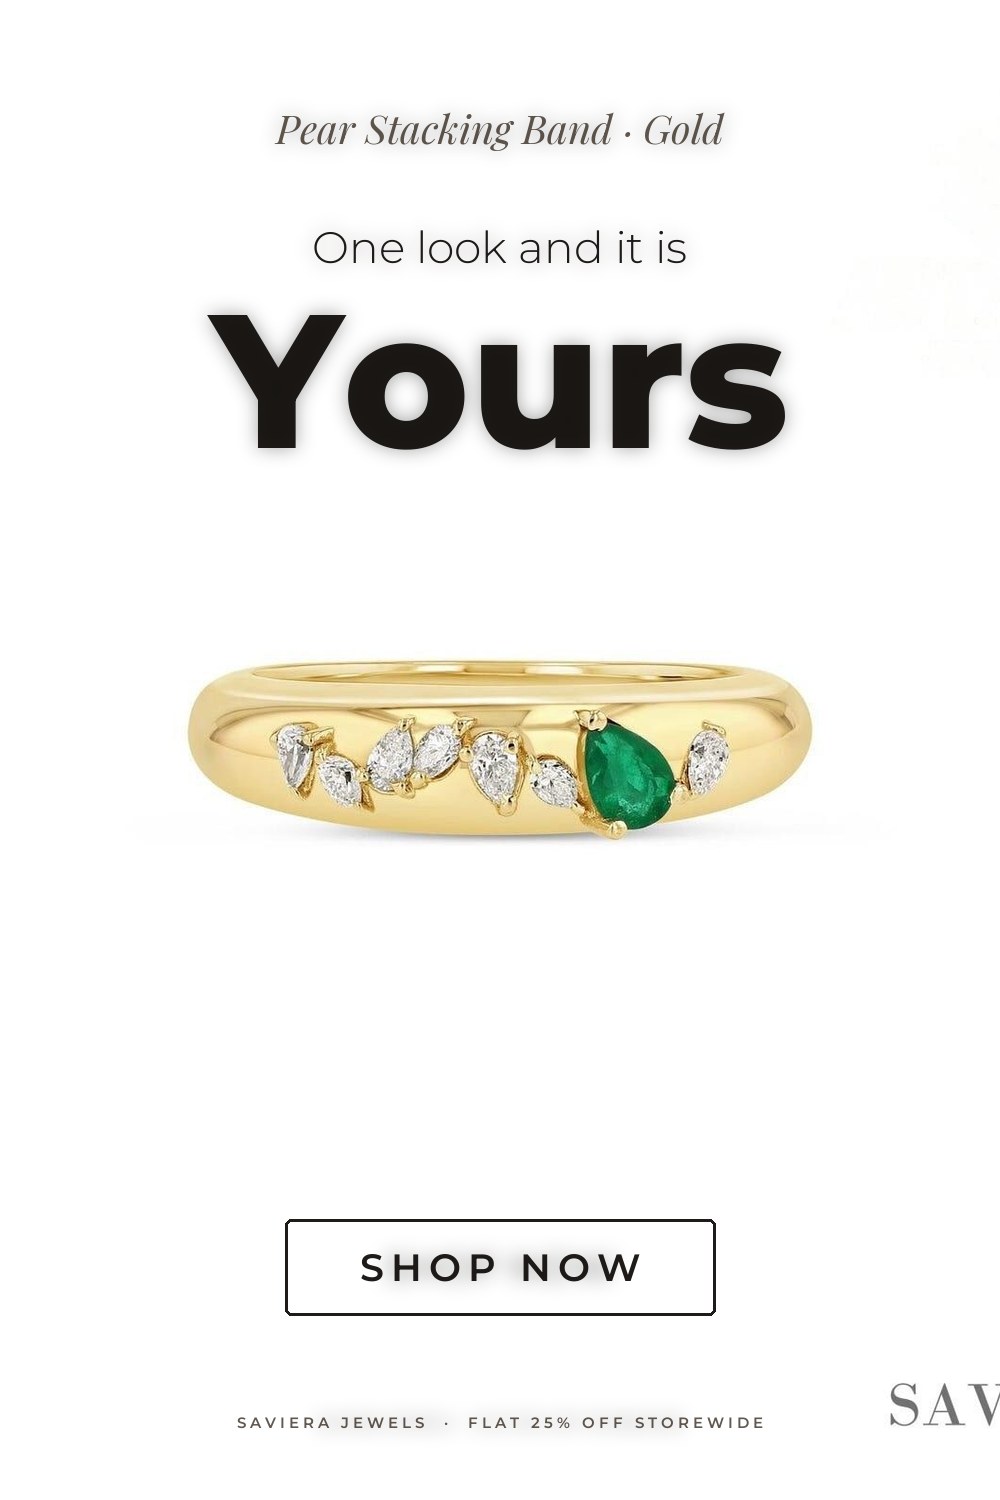 Pear Stacking Band · Gold
One look and it is
Yours
SHOP NOW
SAVIERA JEWELS · FLAT 25% OFF STOREWIDE
SAV